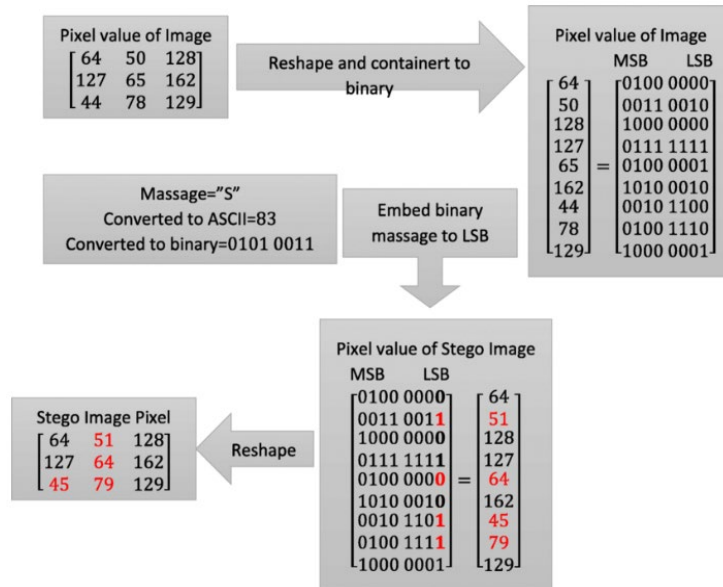 Pixel value of Image
64 50 128
127 65 162
44 78 129
Reshape and containert to
binary
Pixel value of Image
MSB LSB
64 0100 0000
50 0011 0010
128 1000 0000
127 0111 1111
65 = 0100 0001
162 1010 0010
44 0010 1100
78 0100 1110
129 1000 0001
Massage=”S”
Converted to ASCII=83
Converted to binary=0101 0011
Embed binary
massage to LSB
Pixel value of Stego Image
MSB LSB
0100 0000 64
0011 0011 51
1000 0000 128
0111 1111 127
0100 0000 = 64
1010 0010 162
0010 1101 45
0100 1111 79
1000 0001 129
Reshape
Stego Image Pixel
64 51 128
127 64 162
45 79 129